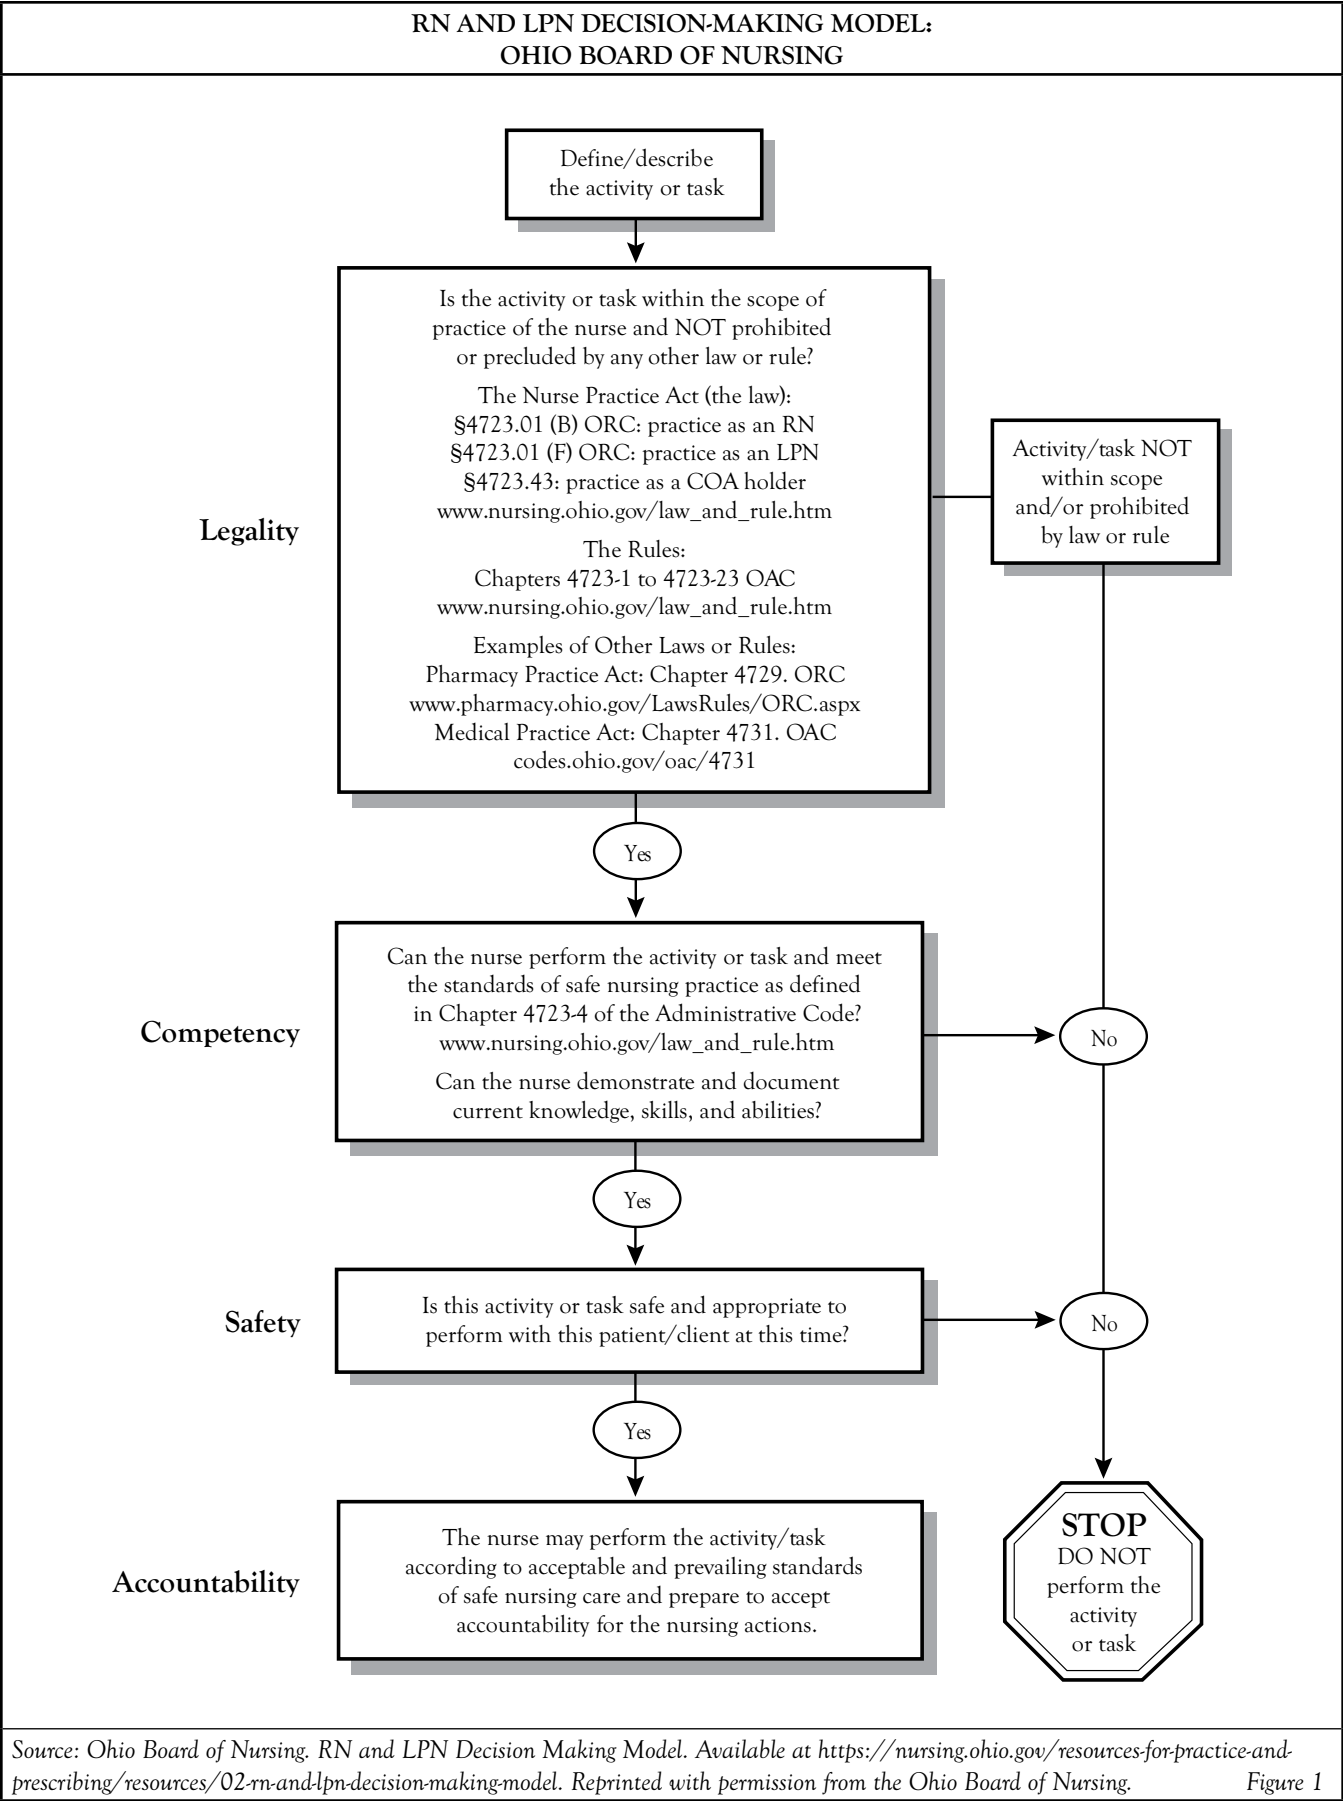 RN AND LPN DECISION-MAKING MODEL:
OHIO BOARD OF NURSING
Define/describe
the activity or task
Is the activity or task within the scope of
practice of the nurse and NOT prohibited
or precluded by any other law or rule?
The Nurse Practice Act (the law):
§4723.01 (B) ORC: practice as an RN
§4723.01 (F) ORC: practice as an LPN
§4723.43: practice as a COA holder
www.nursing.ohio.gov/law_and_rule.htm
The Rules:
Chapters 4723-1 to 4723-23 OAC
www.nursing.ohio.gov/law_and_rule.htm
Examples of Other Laws or Rules:
Pharmacy Practice Act: Chapter 4729. ORC
www.pharmacy.ohio.gov/LawsRules/ORC.aspx
Medical Practice Act: Chapter 4731. OAC
codes.ohio.gov/oac/4731
Legality
Activity/task NOT
within scope
and/or prohibited
by law or rule
Yes
Competency
Can the nurse perform the activity or task and meet
the standards of safe nursing practice as defined
in Chapter 4723-4 of the Administrative Code?
www.nursing.ohio.gov/law_and_rule.htm
Can the nurse demonstrate and document
current knowledge, skills, and abilities?
No
Yes
Safety
Is this activity or task safe and appropriate to
perform with this patient/client at this time?
No
Yes
Accountability
The nurse may perform the activity/task
according to acceptable and prevailing standards
of safe nursing care and prepare to accept
accountability for the nursing actions.
STOP
DO NOT
perform the
activity
or task
Source: Ohio Board of Nursing. RN and LPN Decision Making Model. Available at https://nursing.ohio.gov/resources-for-practice-and-
prescribing/resources/02-rn-and-lpn-decision-making-model. Reprinted with permission from the Ohio Board of Nursing. Figure 1